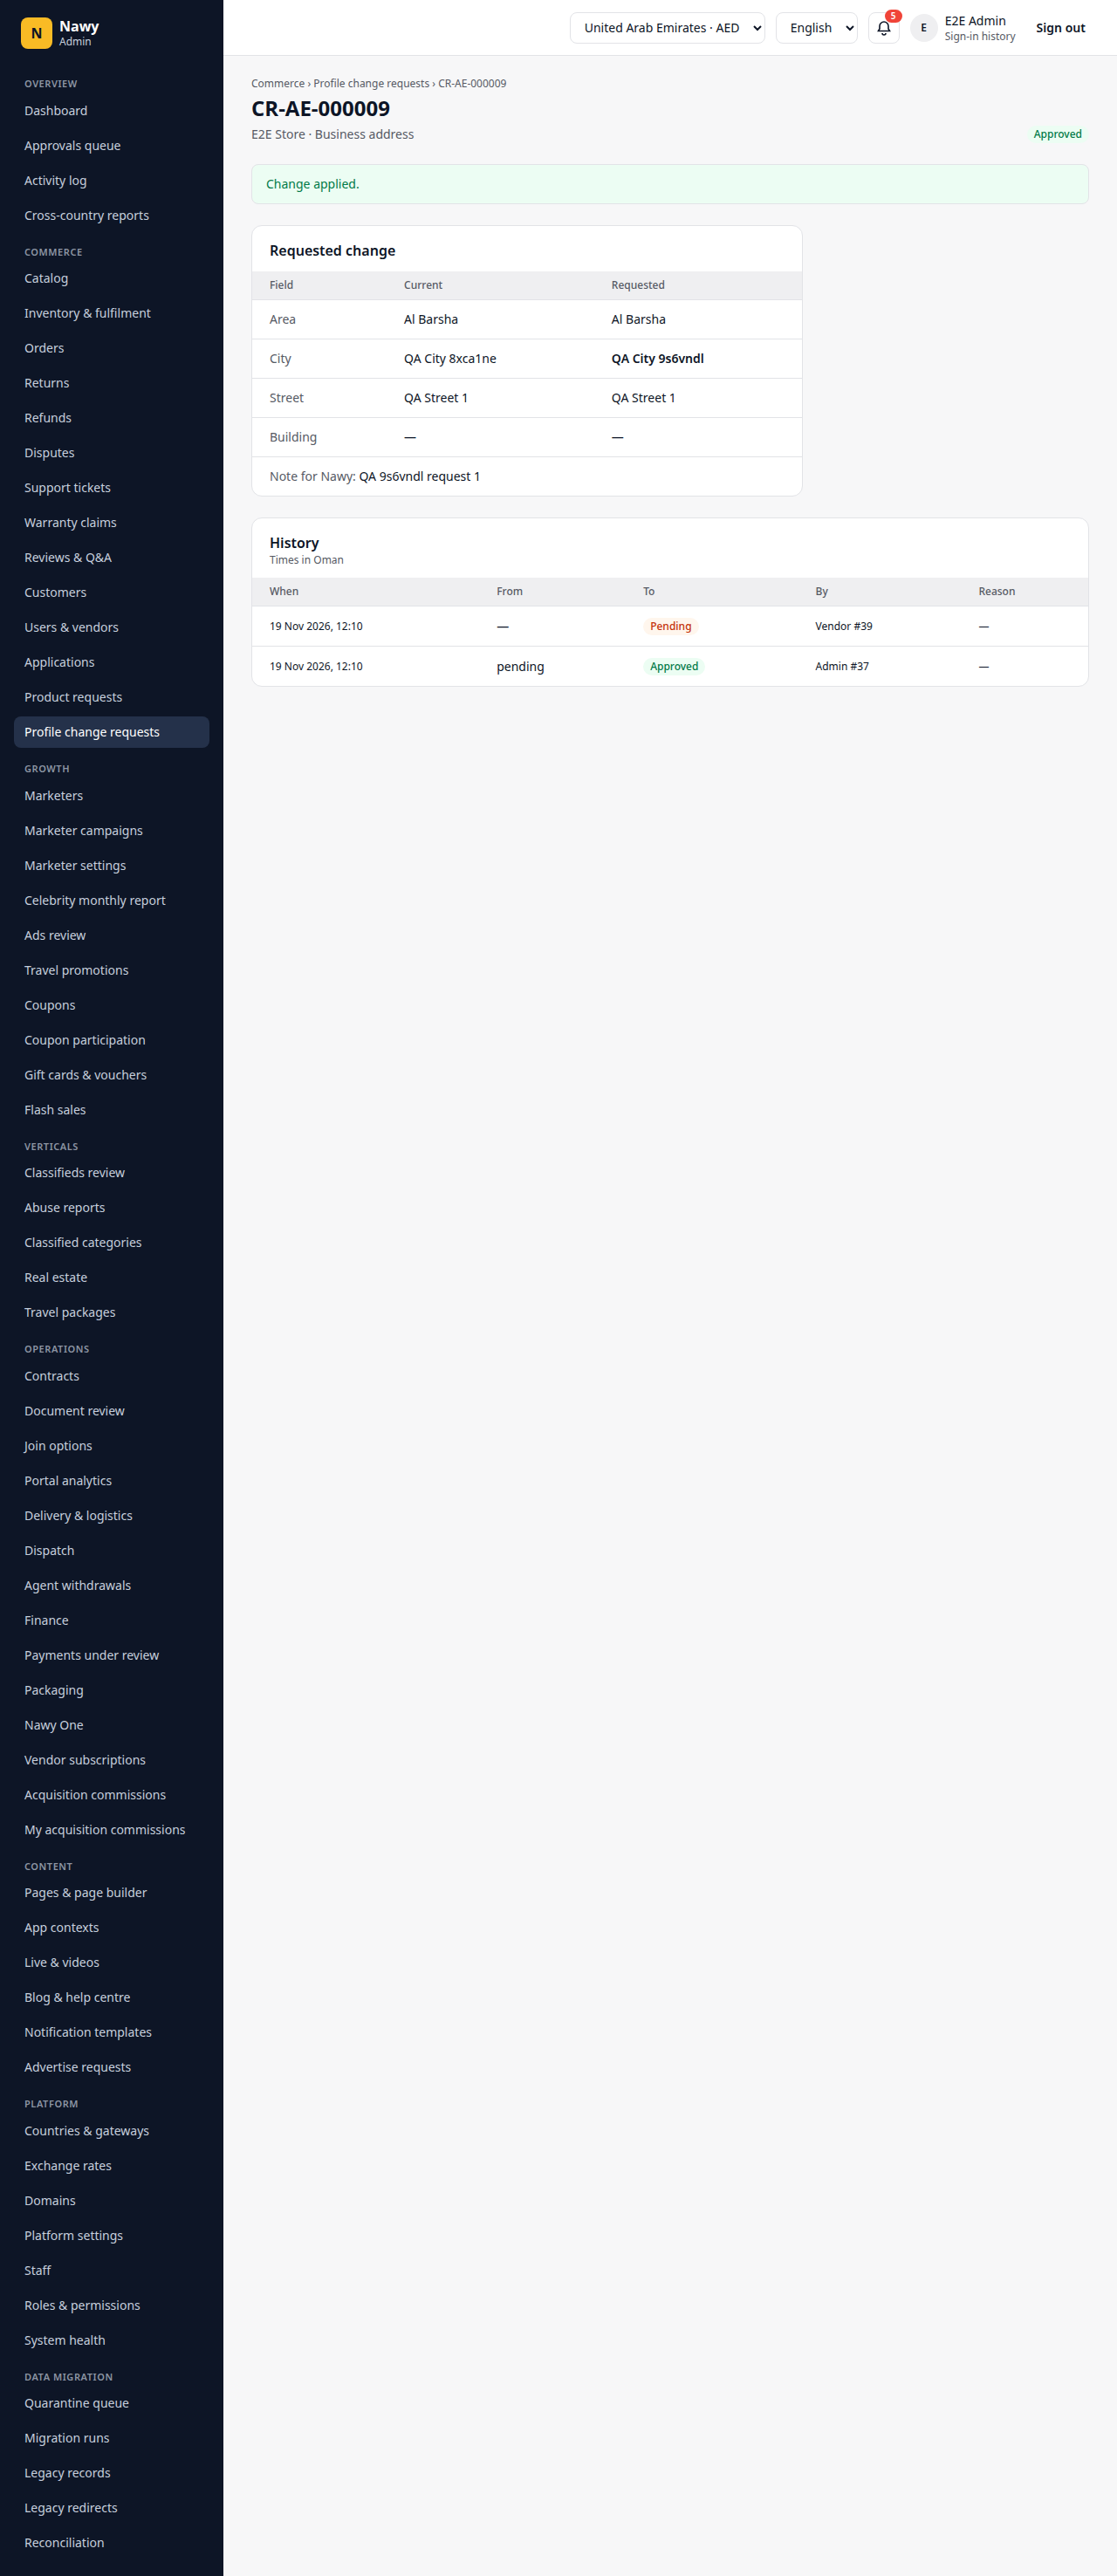 N
Nawy
Admin
OVERVIEW
Dashboard
Approvals queue
Activity log
Cross-country reports
COMMERCE
Catalog
Inventory & fulfilment
Orders
Returns
Refunds
Disputes
Support tickets
Warranty claims
Reviews & Q&A
Customers
Users & vendors
Applications
Product requests
Profile change requests
GROWTH
Marketers
Marketer campaigns
Marketer settings
Celebrity monthly report
Ads review
Travel promotions
Coupons
Coupon participation
Gift cards & vouchers
Flash sales
VERTICALS
Classifieds review
Abuse reports
Classified categories
Real estate
Travel packages
OPERATIONS
Contracts
Document review
Join options
Portal analytics
Delivery & logistics
Dispatch
Agent withdrawals
Finance
Payments under review
Packaging
Nawy One
Vendor subscriptions
Acquisition commissions
My acquisition commissions
CONTENT
Pages & page builder
App contexts
Live & videos
Blog & help centre
Notification templates
Advertise requests
PLATFORM
Countries & gateways
Exchange rates
Domains
Platform settings
Staff
Roles & permissions
System health
DATA MIGRATION
Quarantine queue
Migration runs
Legacy records
Legacy redirects
Reconciliation
United Arab Emirates · AED
English
5
E
E2E Admin
Sign-in history
Sign out
Commerce › Profile change requests › CR-AE-000009
CR-AE-000009
E2E Store · Business address
Approved
Change applied.
Requested change
Field Current Requested
Area Al Barsha Al Barsha
City QA City 8xca1ne QA City 9s6vndl
Street QA Street 1 QA Street 1
Building — —
Note for Nawy: QA 9s6vndl request 1
History
Times in Oman
When From To By Reason
19 Nov 2026, 12:10 — Pending Vendor #39 —
19 Nov 2026, 12:10 pending Approved Admin #37 —